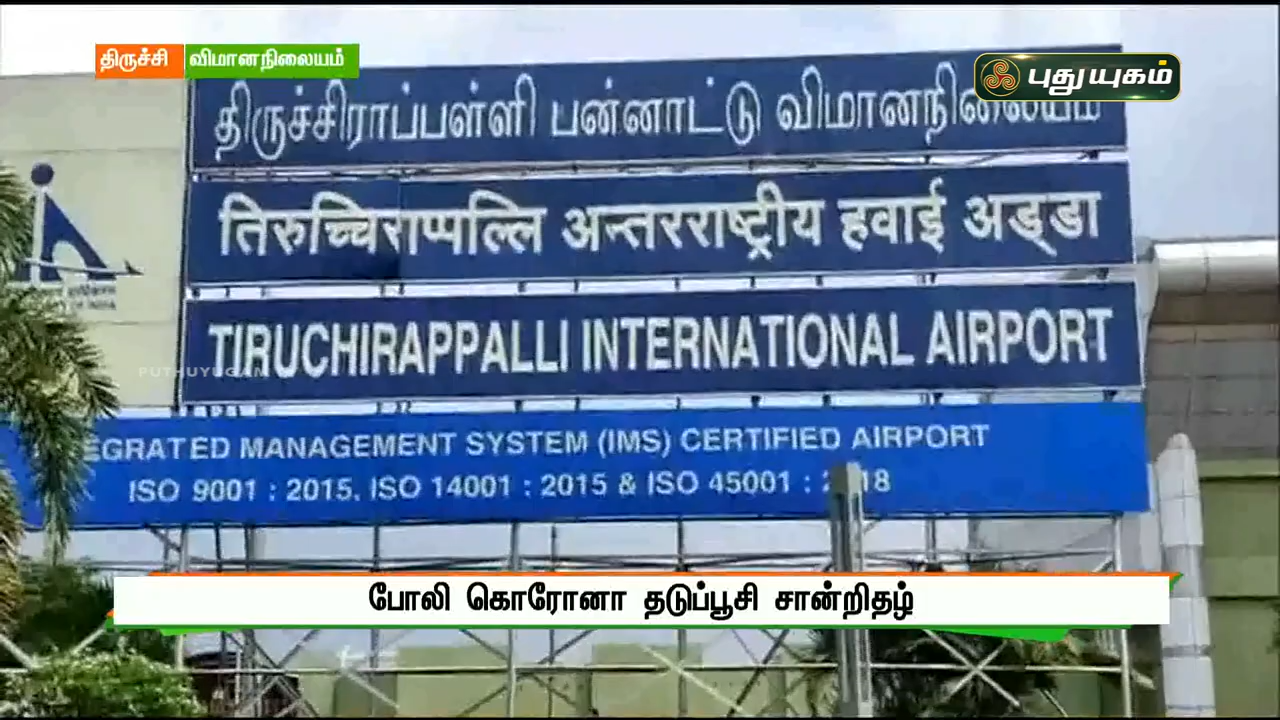 திருச்சி விமானநிலையம்
புதுயுகம்
திருச்சிராப்பள்ளி பன்னாட்டு விமானநிலையம்
तिरुच्चिराप्पल्लि अन्तरराष्ट्रीय हवाई अड्डा
TIRUCHIRAPPALLI INTERNATIONAL AIRPORT
PUTHUYUGAM
EGRATED MANAGEMENT SYSTEM (IMS) CERTIFIED AIRPORT
ISO 9001 : 2015, ISO 14001 : 2015 & ISO 45001 :
போலி கொரோனா தடுப்பூசி சான்றிதழ்